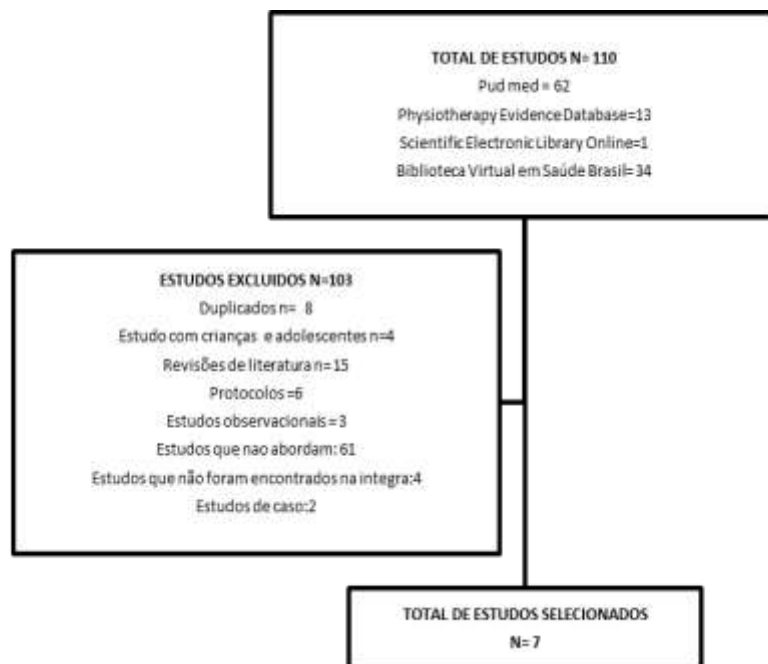 TOTAL DE ESTUDOS N= 110
Pud med = 62
Physiotherapy Evidence Database=13
Scientific Electronic Library Online=1
Biblioteca Virtual em Saúde Brasil= 34
ESTUDOS EXCLUIDOS N=103
Duplicados n= 8
Estudo com crianças e adolescentes n=4
Revisões de literatura n=15
Protocolos =6
Estudos observacionais = 3
Estudos que nao abordam: 61
Estudos que não foram encontrados na integra:4
Estudos de caso:2
TOTAL DE ESTUDOS SELECIONADOS
N= 7